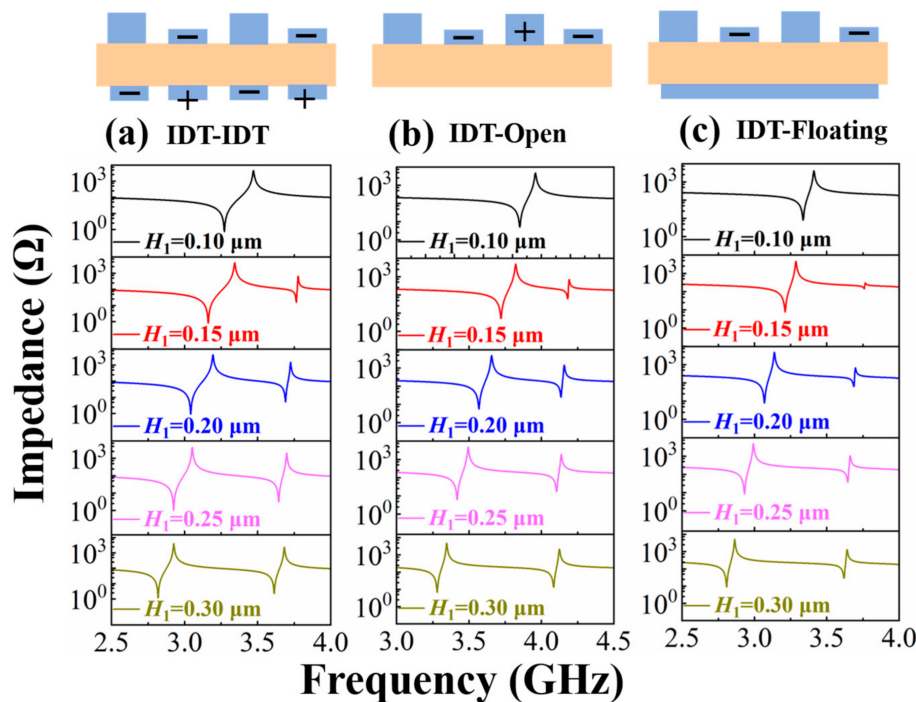 − − + −
− −
− + − +
(a) IDT-IDT (b) IDT-Open (c) IDT-Floating
Impedance (Ω)
10³ 10³ 10³
10⁰ 10⁰ 10⁰
H₁=0.10 μm H₁=0.10 μm H₁=0.10 μm
10³ 10³ 10³
10⁰ 10⁰ 10⁰
H₁=0.15 μm H₁=0.15 μm H₁=0.15 μm
10³ 10³ 10³
10⁰ 10⁰ 10⁰
H₁=0.20 μm H₁=0.20 μm H₁=0.20 μm
10³ 10³ 10³
10⁰ 10⁰ 10⁰
H₁=0.25 μm H₁=0.25 μm H₁=0.25 μm
10³ 10³ 10³
10⁰ 10⁰ 10⁰
H₁=0.30 μm H₁=0.30 μm H₁=0.30 μm
2.5 3.0 3.5 4.0 3.0 3.5 4.0 4.5 2.5 3.0 3.5 4.0
Frequency (GHz)